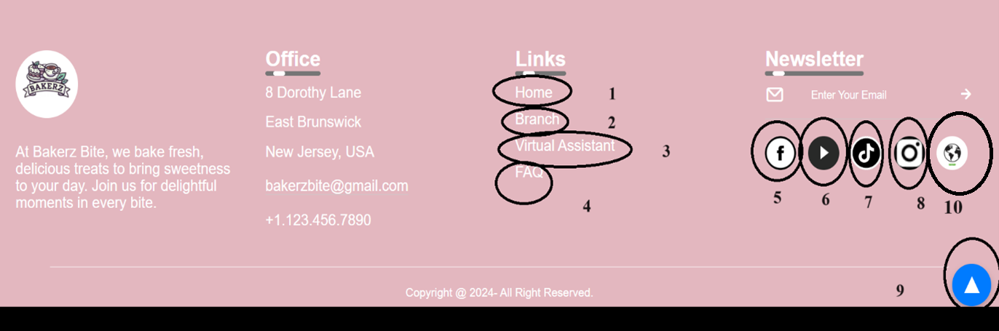 BAKERZ
At Bakerz Bite, we bake fresh,
delicious treats to bring sweetness
to your day. Join us for delightful
moments in every bite.
Office
8 Dorothy Lane
East Brunswick
New Jersey, USA
bakerzbite@gmail.com
+1.123.456.7890
Links
Home 1
Branch 2
Virtual Assistant 3
FAQ
4
Newsletter
Enter Your Email
5 6 7 8 10
9
Copyright @ 2024- All Right Reserved.